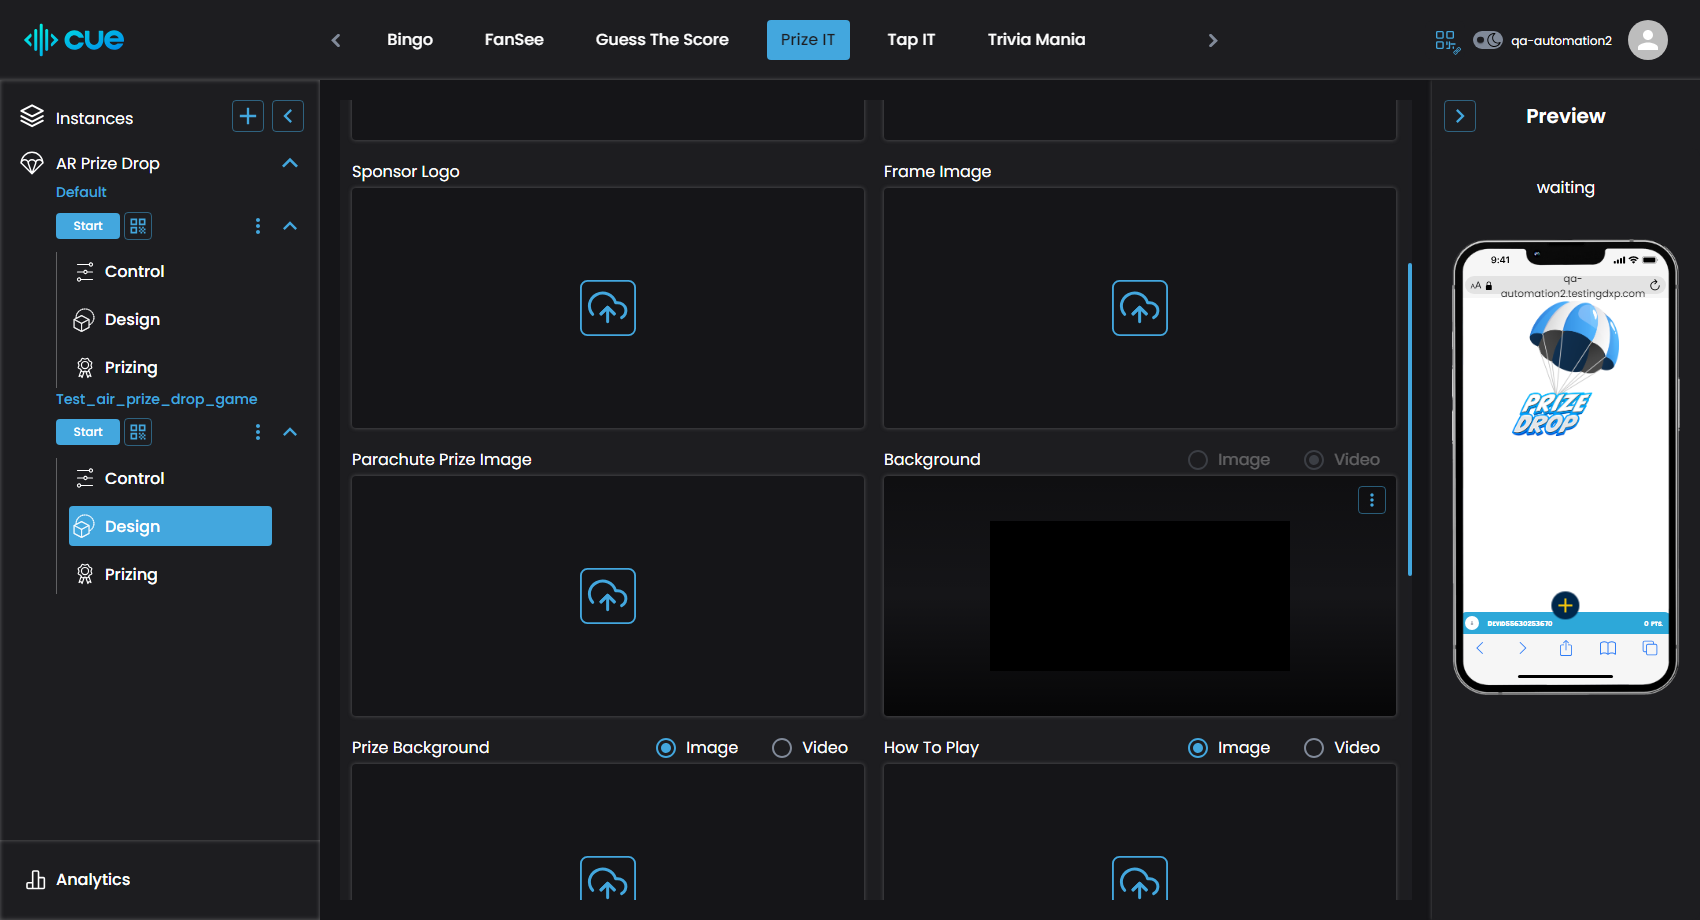 cue
Bingo
FanSee
Guess The Score
Prize IT
Tap IT
Trivia Mania
qa-automation2
Instances
AR Prize Drop
Default
Start
Control
Design
Prizing
Test_air_prize_drop_game
Start
Control
Design
Prizing
Analytics
Sponsor Logo
Frame Image
Parachute Prize Image
Background
Image
Video
Prize Background
Image
Video
How To Play
Image
Video
Preview
waiting
9:41
AA
qa-
automation2.testingdxp.com
PRIZE
DROP
0 PTS.